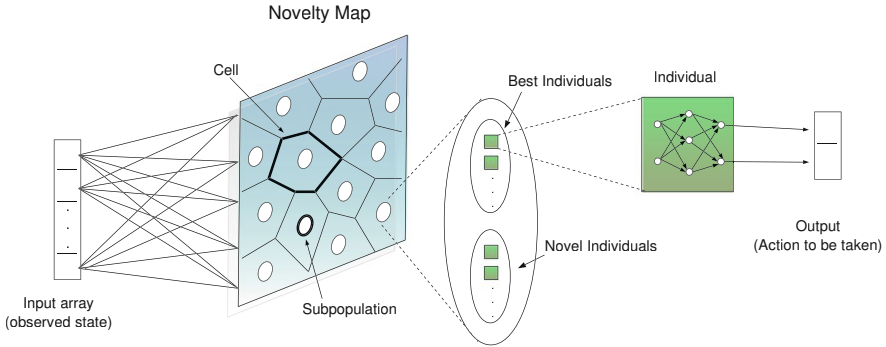 Novelty Map
Cell
Best Individuals
Individual
Novel Individuals
Output
(Action to be taken)
Input array
(observed state)
Subpopulation